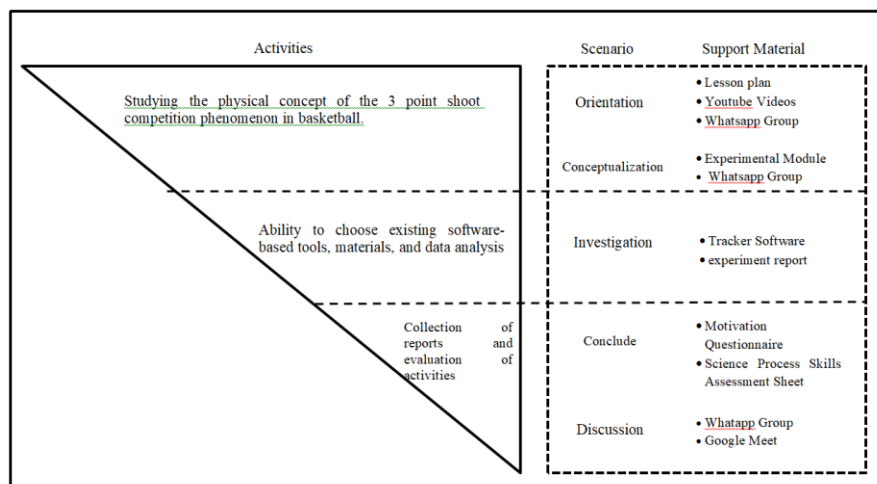 Activities
Scenario
Support Material
Studying the physical concept of the 3 point shoot
competition phenomenon in basketball.
Orientation
• Lesson plan
• Youtube Videos
• Whatsapp Group
Conceptualization
• Experimental Module
• Whatsapp Group
Ability to choose existing software-
based tools, materials, and data analysis
Investigation
• Tracker Software
• experiment report
Collection of
reports and
evaluation of
activities
Conclude
• Motivation
Questionnaire
• Science Process Skills
Assessment Sheet
Discussion
• Whatapp Group
• Google Meet